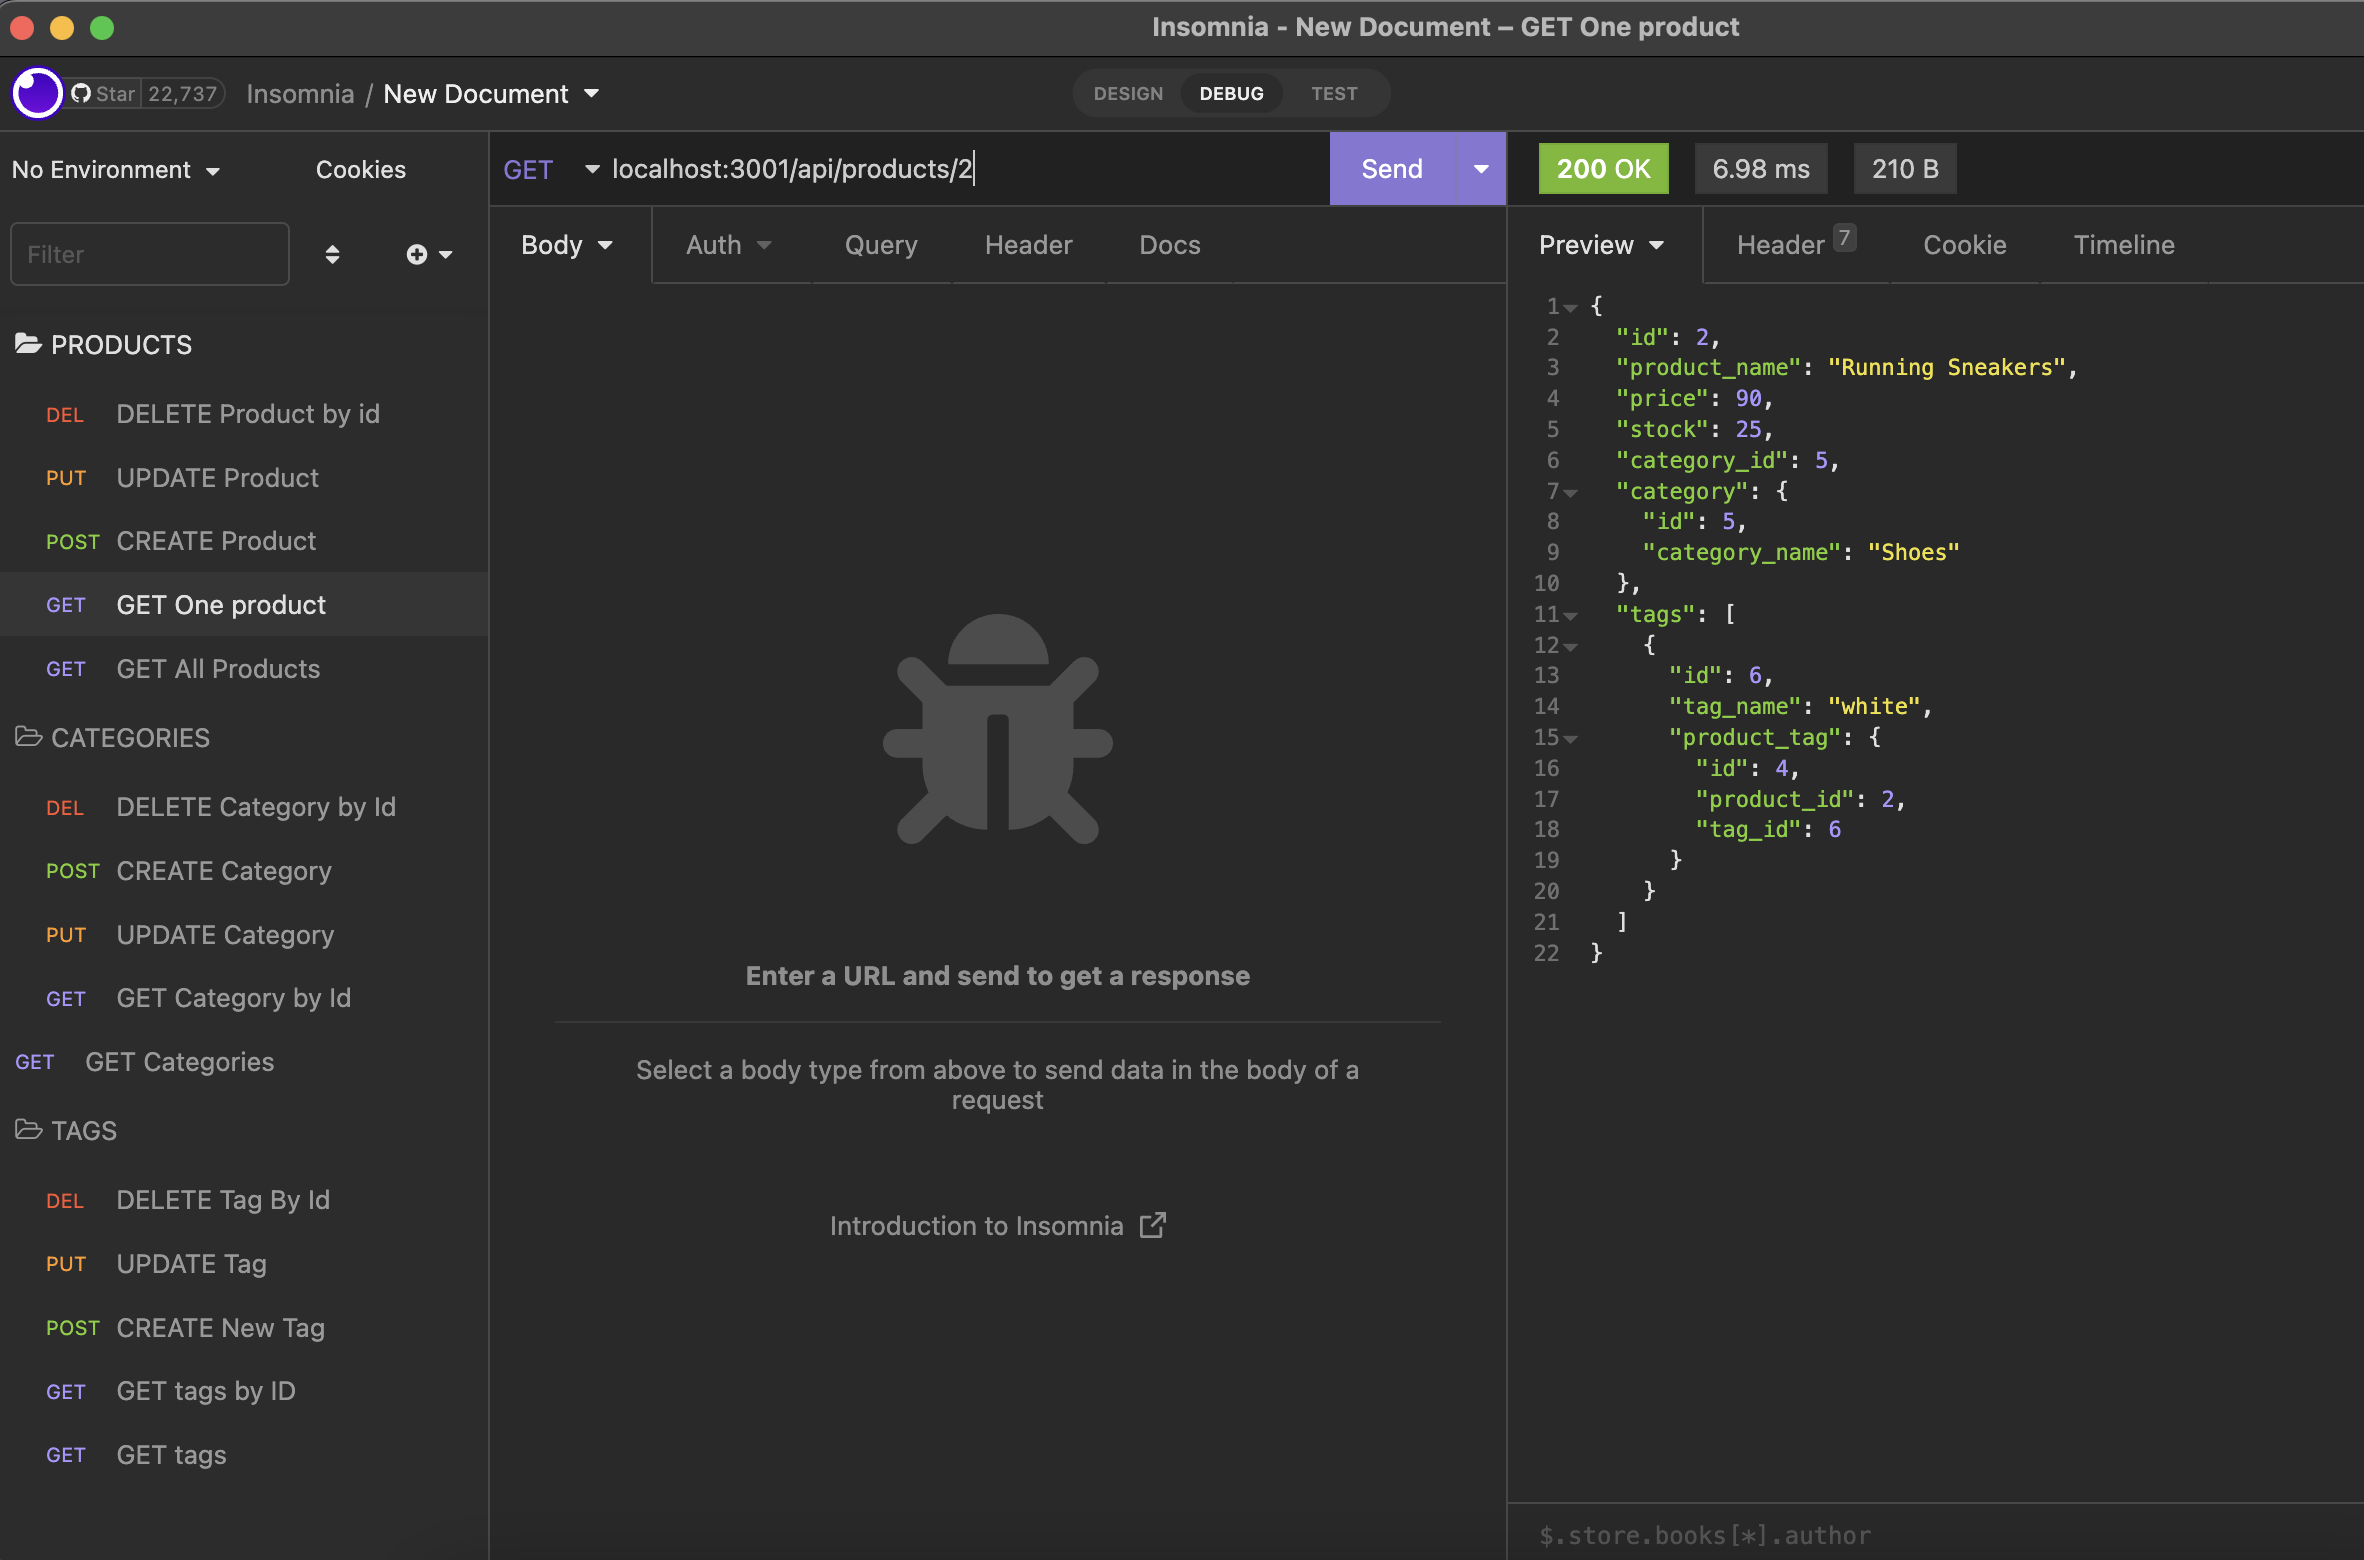 Insomnia - New Document – GET One product
Star 22,737 Insomnia / New Document
DESIGN DEBUG TEST
No Environment Cookies
Filter
PRODUCTS
DEL DELETE Product by id
PUT UPDATE Product
POST CREATE Product
GET GET One product
GET GET All Products
CATEGORIES
DEL DELETE Category by Id
POST CREATE Category
PUT UPDATE Category
GET GET Category by Id
GET GET Categories
TAGS
DEL DELETE Tag By Id
PUT UPDATE Tag
POST CREATE New Tag
GET GET tags by ID
GET GET tags
GET localhost:3001/api/products/2 Send
Body Auth Query Header Docs
Enter a URL and send to get a response
Select a body type from above to send data in the body of a
request
Introduction to Insomnia
200 OK 6.98 ms 210 B
Preview Header 7 Cookie Timeline
1 {
2 "id": 2,
3 "product_name": "Running Sneakers",
4 "price": 90,
5 "stock": 25,
6 "category_id": 5,
7 "category": {
8 "id": 5,
9 "category_name": "Shoes"
10 },
11 "tags": [
12 {
13 "id": 6,
14 "tag_name": "white",
15 "product_tag": {
16 "id": 4,
17 "product_id": 2,
18 "tag_id": 6
19 }
20 }
21 ]
22 }
$.store.books[*].author